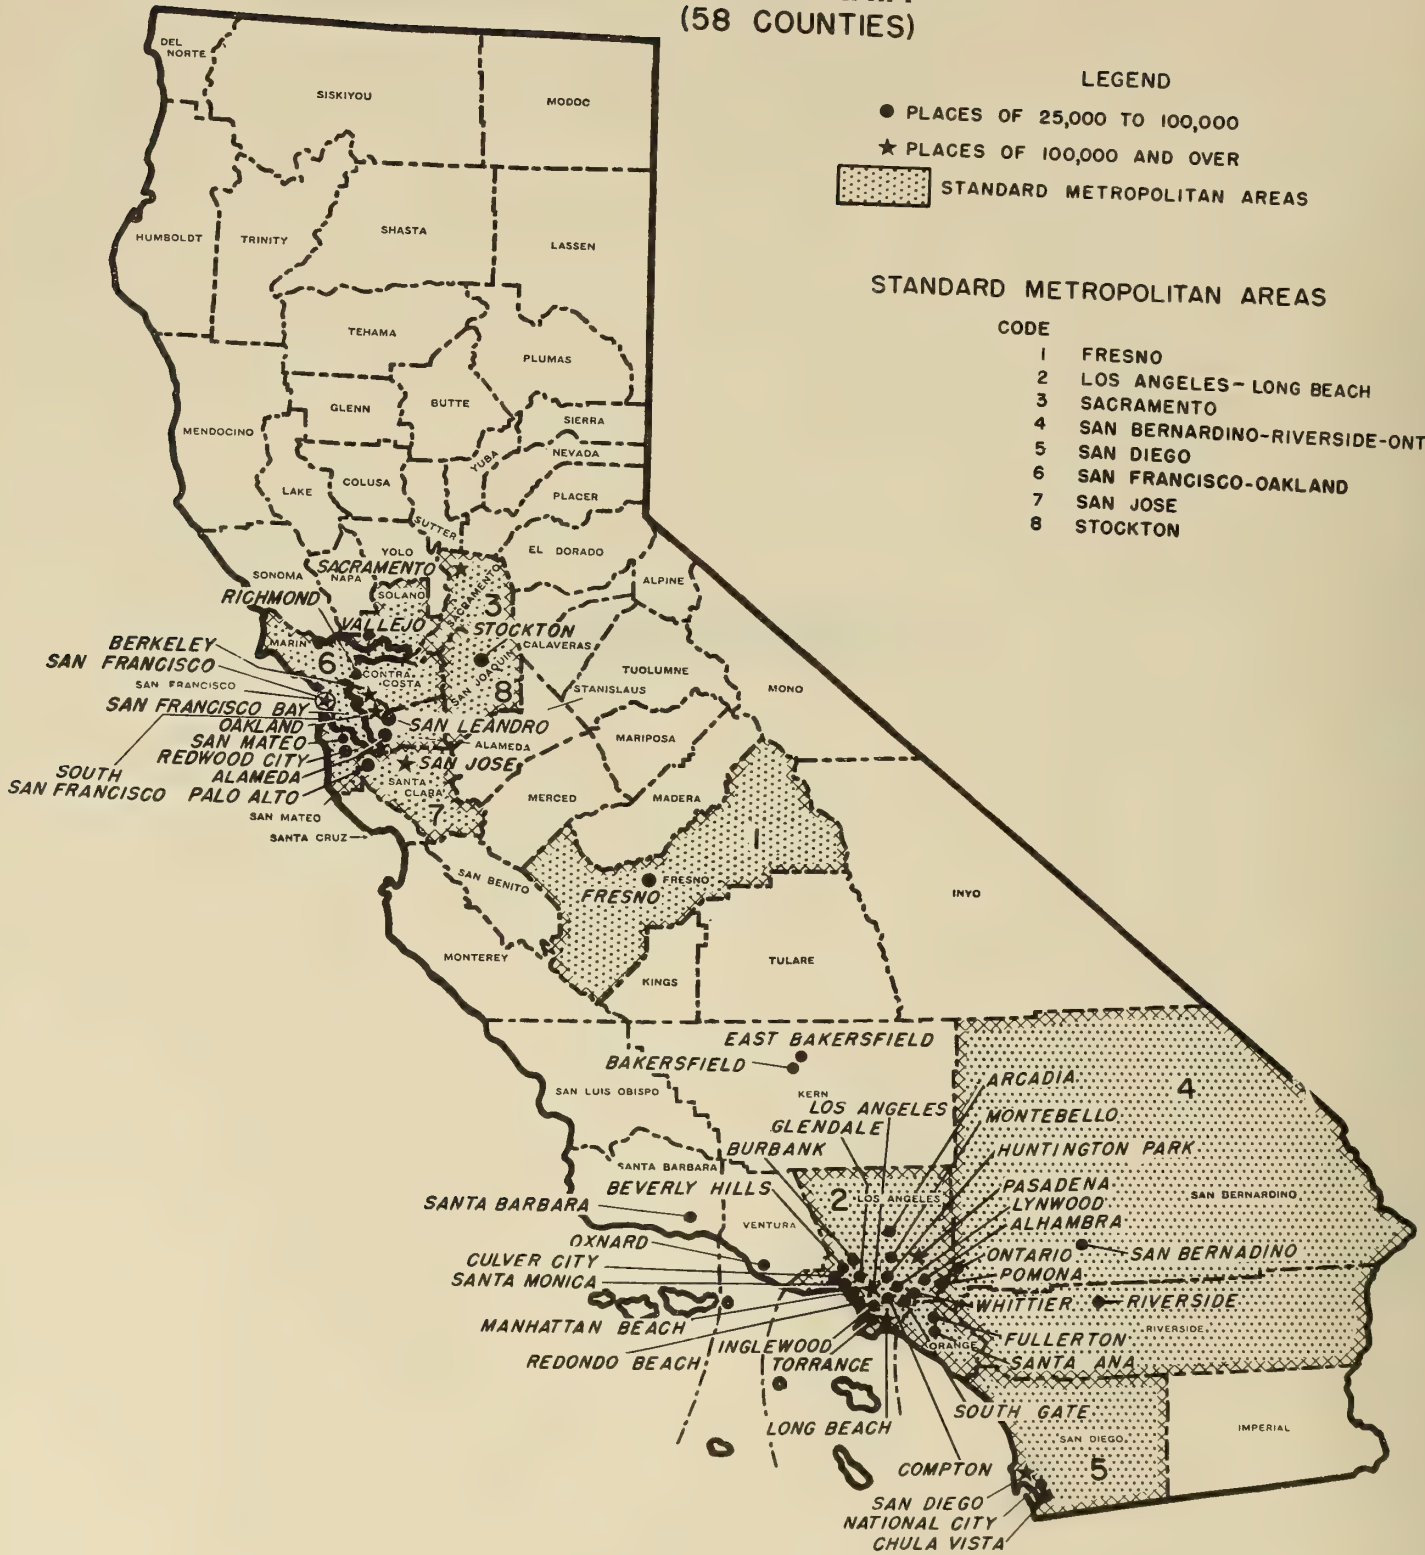 (58 COUNTIES)
LEGEND
● PLACES OF 25,000 TO 100,000
★ PLACES OF 100,000 AND OVER
STANDARD METROPOLITAN AREAS
STANDARD METROPOLITAN AREAS
CODE
1 FRESNO
2 LOS ANGELES-LONG BEACH
3 SACRAMENTO
4 SAN BERNARDINO-RIVERSIDE-ONT
5 SAN DIEGO
6 SAN FRANCISCO-OAKLAND
7 SAN JOSE
8 STOCKTON
DEL
NORTE
SISKIYOU
MODOC
HUMBOLDT
TRINITY
SHASTA
LASSEN
TEHAMA
PLUMAS
GLENN
BUTTE
MENDOCINO
SIERRA
YUBA
NEVADA
LAKE
COLUSA
PLACER
SUTTER
YOLO
EL DORADO
SACRAMENTO
SONOMA
NAPA
ALPINE
SOLANO
SACRAMENTO
RICHMOND
3
VALLEJO
STOCKTON
MARIN
CALAVERAS
BERKELEY
6
SAN FRANCISCO
CONTRA
COSTA
SAN JOAQUIN
TUOLUMNE
MONO
SAN FRANCISCO
8
STANISLAUS
SAN FRANCISCO BAY
OAKLAND
SAN LEANDRO
SAN MATEO
ALAMEDA
MARIPOSA
REDWOOD CITY
SAN JOSE
ALAMEDA
SOUTH
SAN FRANCISCO
PALO ALTO
SANTA
CLARA
MERCED
MADERA
7
SAN MATEO
SANTA CRUZ
1
SAN BENITO
FRESNO
FRESNO
INYO
MONTEREY
TULARE
KINGS
EAST BAKERSFIELD
BAKERSFIELD
SAN LUIS OBISPO
KERN
ARCADIA
4
LOS ANGELES
MONTEBELLO
GLENDALE
BURBANK
HUNTINGTON PARK
SANTA BARBARA
BEVERLY HILLS
PASADENA
2
LOS ANGELES
LYNWOOD
SAN BERNARDINO
SANTA BARBARA
VENTURA
ALHAMBRA
OXNARD
ONTARIO
SAN BERNADINO
CULVER CITY
POMONA
SANTA MONICA
WHITTIER
RIVERSIDE
MANHATTAN BEACH
RIVERSIDE
FULLERTON
INGLEWOOD
ORANGE
REDONDO BEACH
TORRANCE
SANTA ANA
SOUTH GATE
LONG BEACH
SAN DIEGO
IMPERIAL
COMPTON
5
SAN DIEGO
NATIONAL CITY
CHULA VISTA